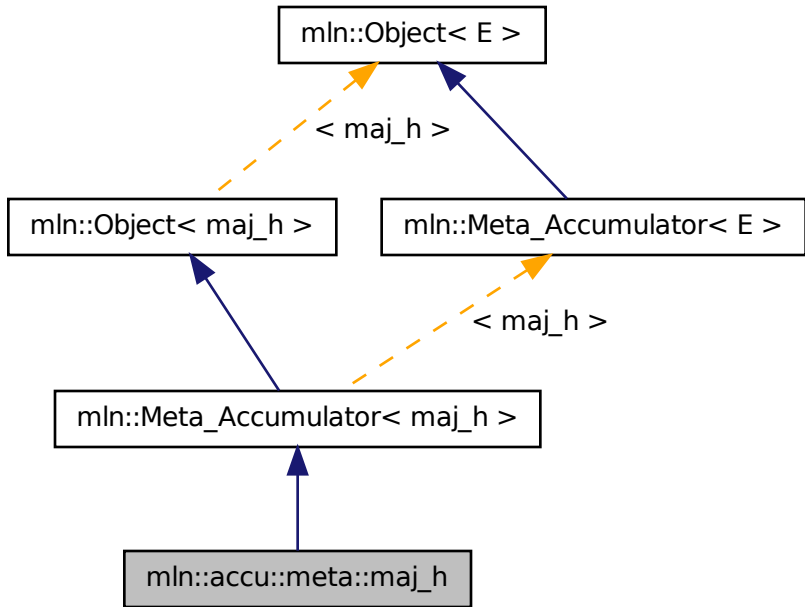 mln::Object< E >
< maj_h >
mln::Object< maj_h >
mln::Meta_Accumulator< E >
< maj_h >
mln::Meta_Accumulator< maj_h >
mln::accu::meta::maj_h